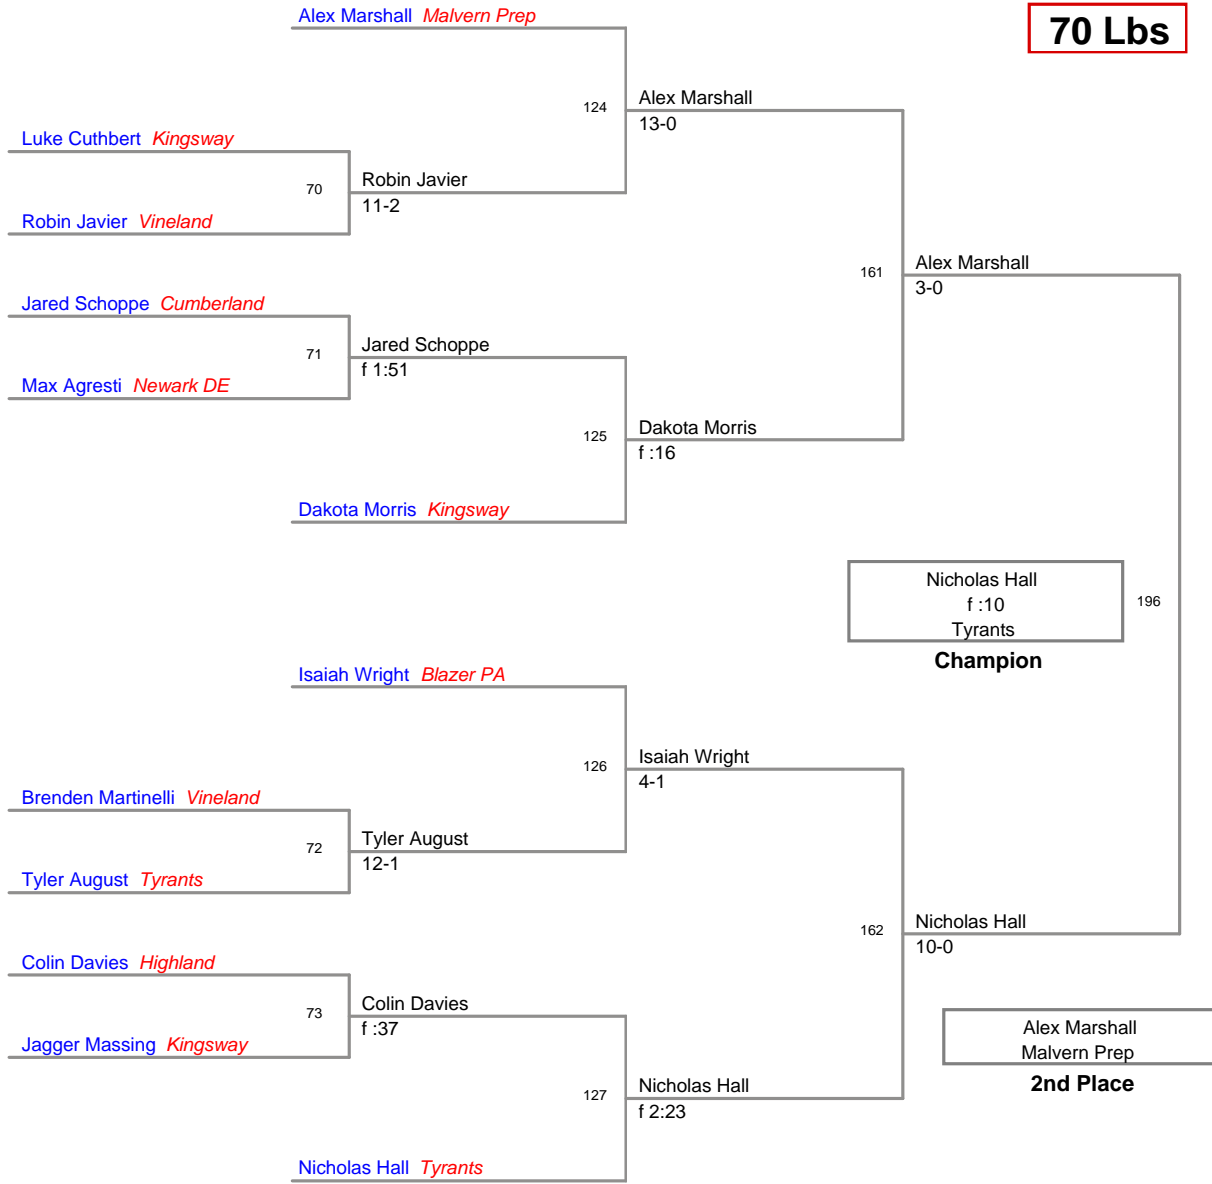 Alex Marshall Malvern Prep
70 Lbs
124
Alex Marshall
13-0
Luke Cuthbert Kingsway
70
Robin Javier
11-2
Robin Javier Vineland
161
Alex Marshall
3-0
Jared Schoppe Cumberland
71
Jared Schoppe
f 1:51
Max Agresti Newark DE
125
Dakota Morris
f :16
Dakota Morris Kingsway
Nicholas Hall
f :10
Tyrants
196
Champion
Isaiah Wright Blazer PA
126
Isaiah Wright
4-1
Brenden Martinelli Vineland
72
Tyler August
12-1
Tyler August Tyrants
162
Nicholas Hall
10-0
Colin Davies Highland
73
Colin Davies
f :37
Jagger Massing Kingsway
Alex Marshall
Malvern Prep
2nd Place
127
Nicholas Hall
f 2:23
Nicholas Hall Tyrants